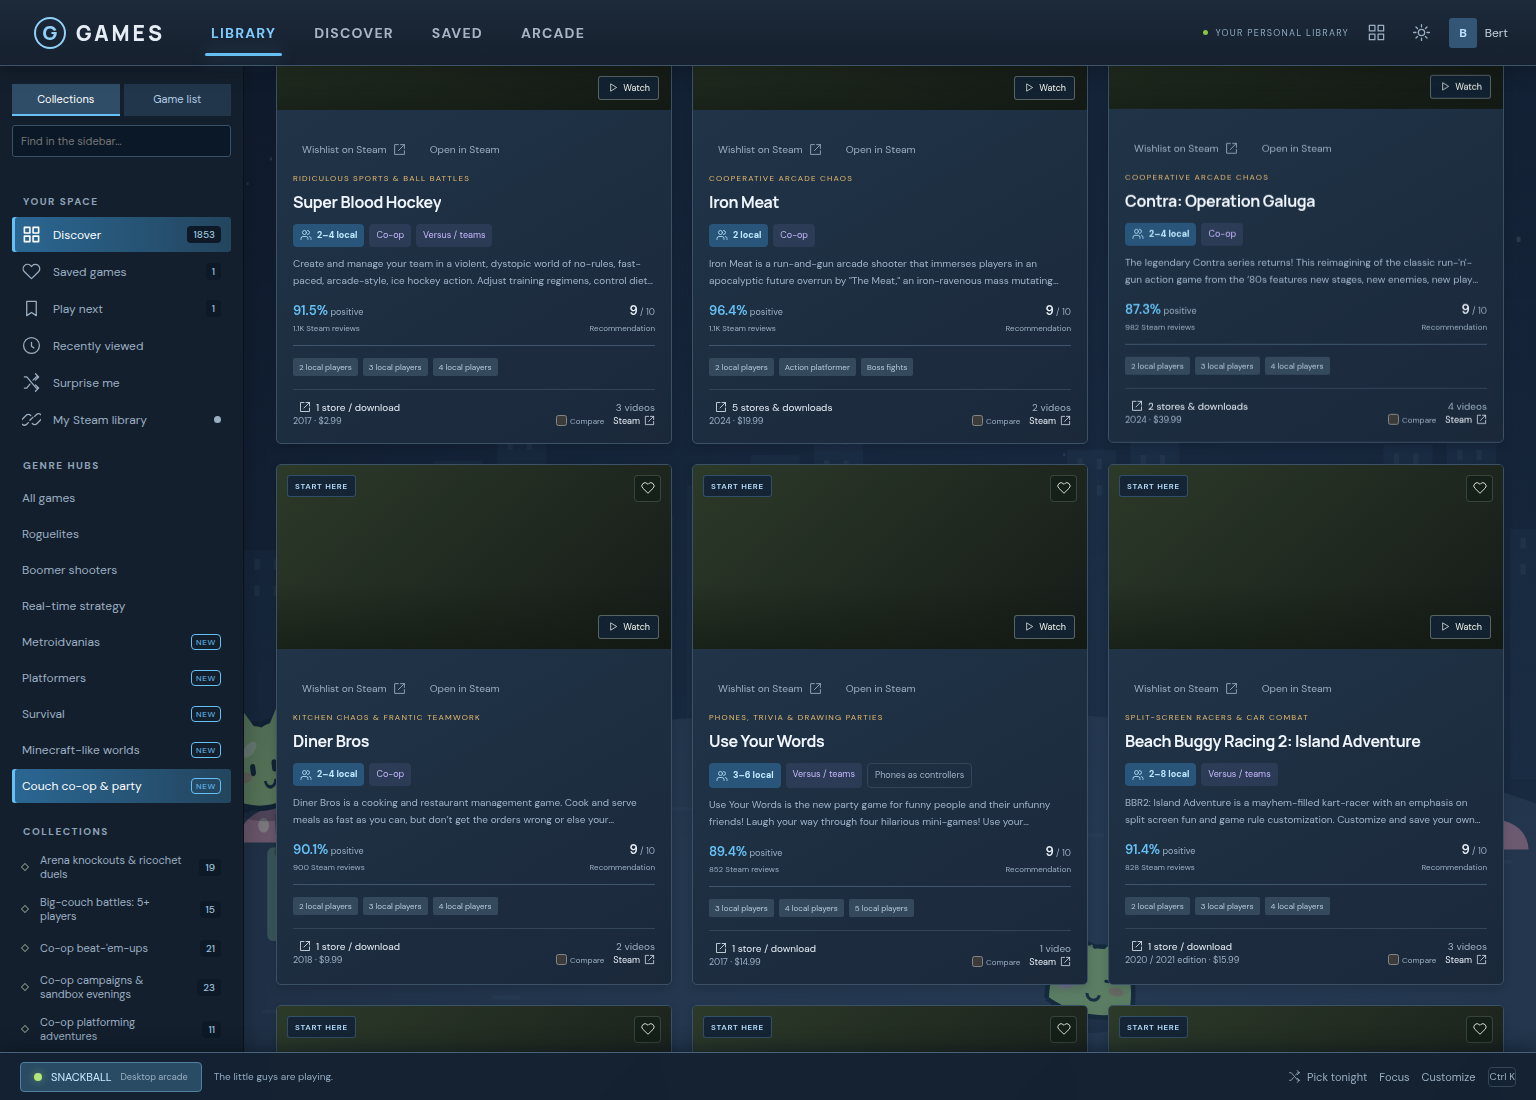 G GAMES
LIBRARY
DISCOVER
SAVED
ARCADE
YOUR PERSONAL LIBRARY
B
Bert
Collections
Game list
Find in the sidebar...
YOUR SPACE
Discover 1853
Saved games 1
Play next 1
Recently viewed
Surprise me
My Steam library
GENRE HUBS
All games
Roguelites
Boomer shooters
Real-time strategy
Metroidvanias NEW
Platformers NEW
Survival NEW
Minecraft-like worlds NEW
Couch co-op & party NEW
COLLECTIONS
Arena knockouts & ricochet
duels
19
Big-couch battles: 5+
players
15
Co-op beat-'em-ups 21
Co-op campaigns &
sandbox evenings
23
Co-op platforming
adventures
11
Watch
Wishlist on Steam
Open in Steam
RIDICULOUS SPORTS & BALL BATTLES
Super Blood Hockey
2–4 local
Co-op
Versus / teams
Create and manage your team in a violent, dystopic world of no-rules, fast-
paced, arcade-style, ice hockey action. Adjust training regimens, control diet...
91.5% positive
9 / 10
1.1K Steam reviews
Recommendation
2 local players
3 local players
4 local players
1 store / download
3 videos
2017 · $2.99
Compare
Steam
Watch
Wishlist on Steam
Open in Steam
COOPERATIVE ARCADE CHAOS
Iron Meat
2 local
Co-op
Iron Meat is a run-and-gun arcade shooter that immerses players in an
apocalyptic future overrun by "The Meat," an iron-ravenous mass mutating...
96.4% positive
9 / 10
1.1K Steam reviews
Recommendation
2 local players
Action platformer
Boss fights
5 stores & downloads
2 videos
2024 · $19.99
Compare
Steam
Watch
Wishlist on Steam
Open in Steam
COOPERATIVE ARCADE CHAOS
Contra: Operation Galuga
2–4 local
Co-op
The legendary Contra series returns! This reimagining of the classic run-'n'-
gun action game from the '80s features new stages, new enemies, new play...
87.3% positive
9 / 10
982 Steam reviews
Recommendation
2 local players
3 local players
4 local players
2 stores & downloads
4 videos
2024 · $39.99
Compare
Steam
START HERE
Watch
Wishlist on Steam
Open in Steam
KITCHEN CHAOS & FRANTIC TEAMWORK
Diner Bros
2–4 local
Co-op
Diner Bros is a cooking and restaurant management game. Cook and serve
meals as fast as you can, but don't get the orders wrong or else your...
90.1% positive
9 / 10
900 Steam reviews
Recommendation
2 local players
3 local players
4 local players
1 store / download
2 videos
2018 · $9.99
Compare
Steam
START HERE
Watch
Wishlist on Steam
Open in Steam
PHONES, TRIVIA & DRAWING PARTIES
Use Your Words
3–6 local
Versus / teams
Phones as controllers
Use Your Words is the new party game for funny people and their unfunny
friends! Laugh your way through four hilarious mini-games! Use your...
89.4% positive
9 / 10
852 Steam reviews
Recommendation
3 local players
4 local players
5 local players
1 store / download
1 video
2017 · $14.99
Compare
Steam
START HERE
Watch
Wishlist on Steam
Open in Steam
SPLIT-SCREEN RACERS & CAR COMBAT
Beach Buggy Racing 2: Island Adventure
2–8 local
Versus / teams
BBR2: Island Adventure is a mayhem-filled kart-racer with an emphasis on
split screen fun and game rule customization. Customize and save your own...
91.4% positive
9 / 10
828 Steam reviews
Recommendation
2 local players
3 local players
4 local players
1 store / download
3 videos
2020 / 2021 edition · $15.99
Compare
Steam
START HERE
START HERE
START HERE
SNACKBALL Desktop arcade
The little guys are playing.
Pick tonight
Focus
Customize
Ctrl K